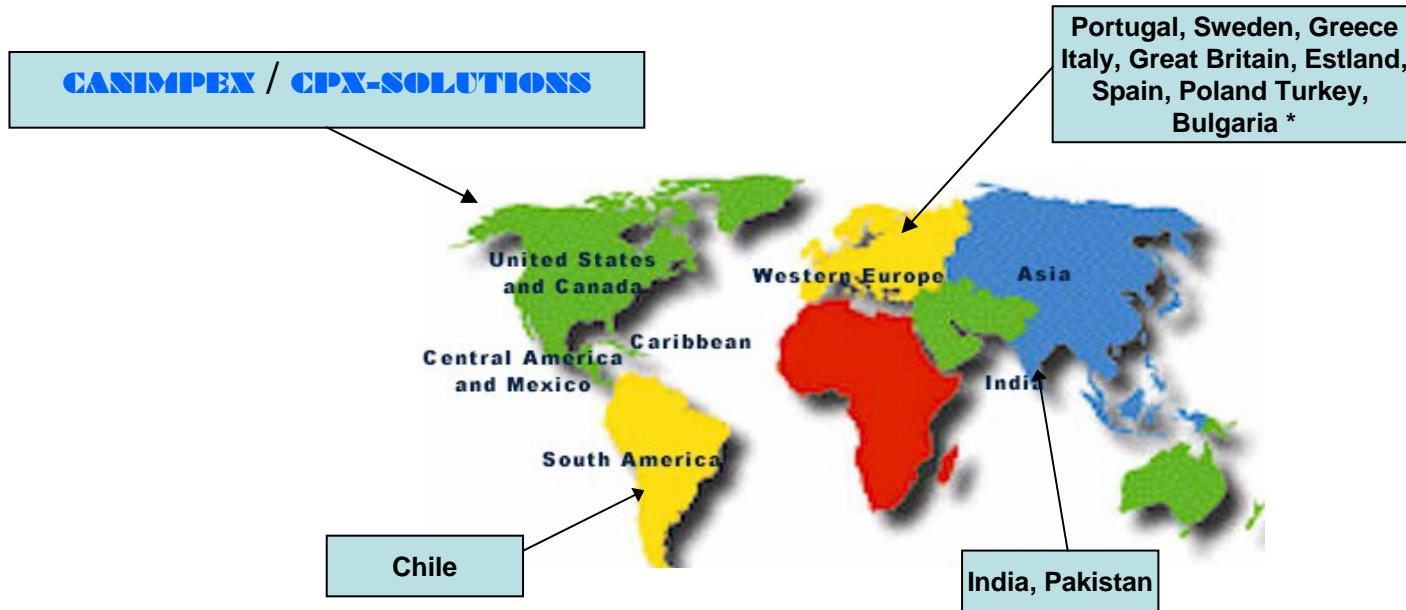 Portugal, Sweden, Greece
Italy, Great Britain, Estland,
Spain, Poland Turkey,
Bulgaria *
CANIMPEX / CPX-SOLUTIONS
United States
and Canada
Western Europe
Asia
Caribbean
Central America
and Mexico
India
South America
Chile
India, Pakistan